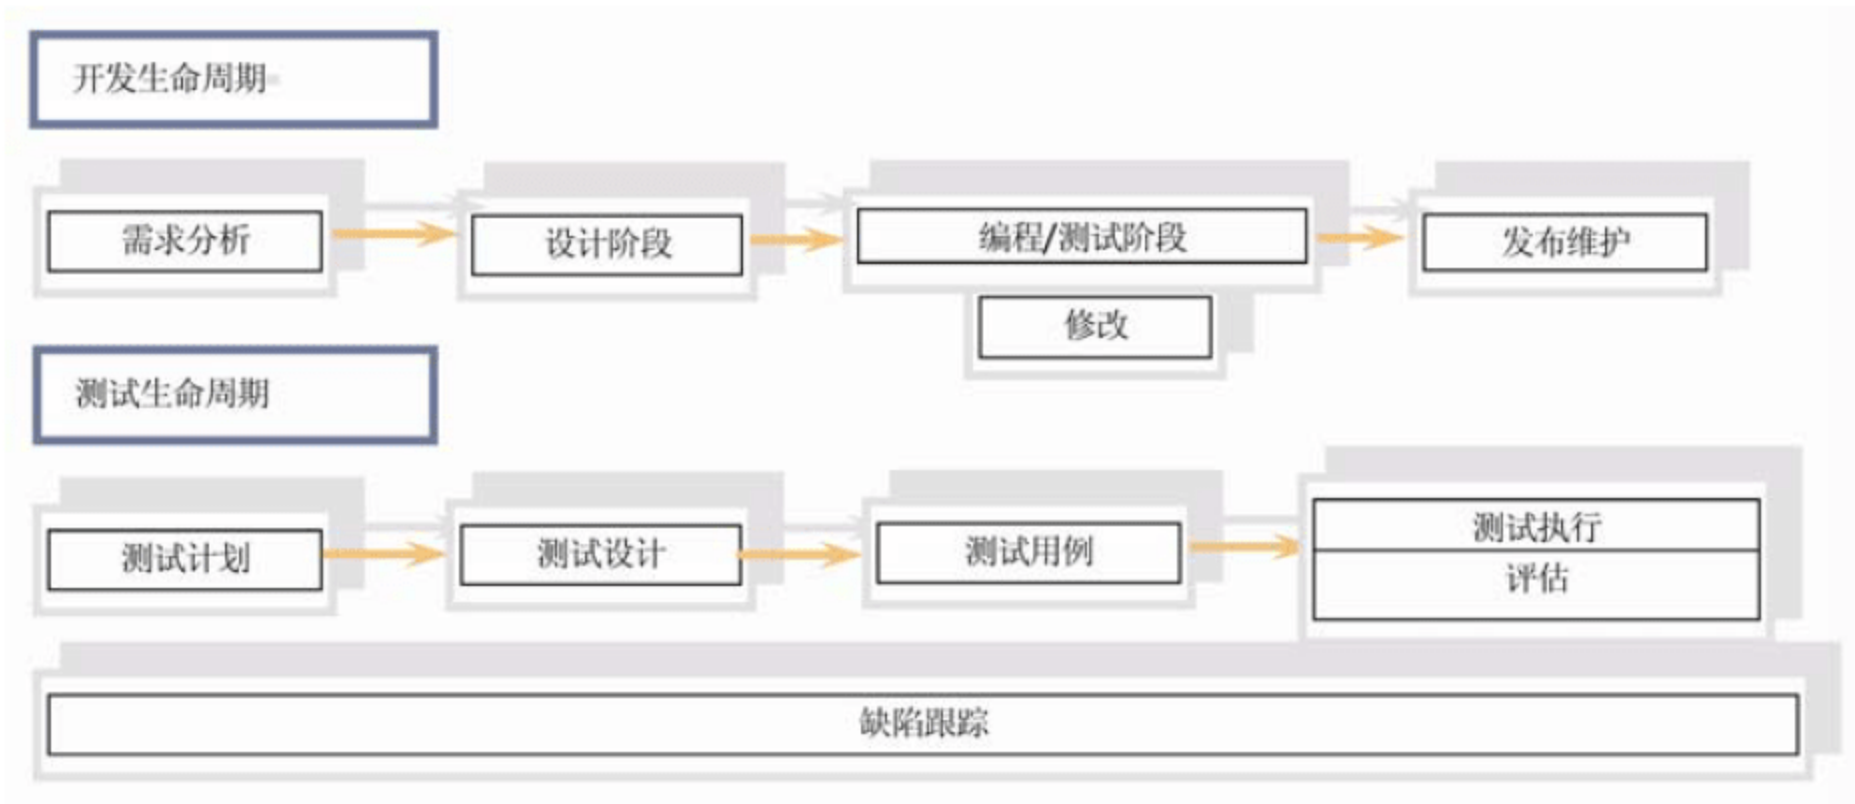 开发生命周期
需求分析
设计阶段
编程/测试阶段
发布维护
修改
测试生命周期
测试计划
测试设计
测试用例
测试执行
评估
缺陷跟踪